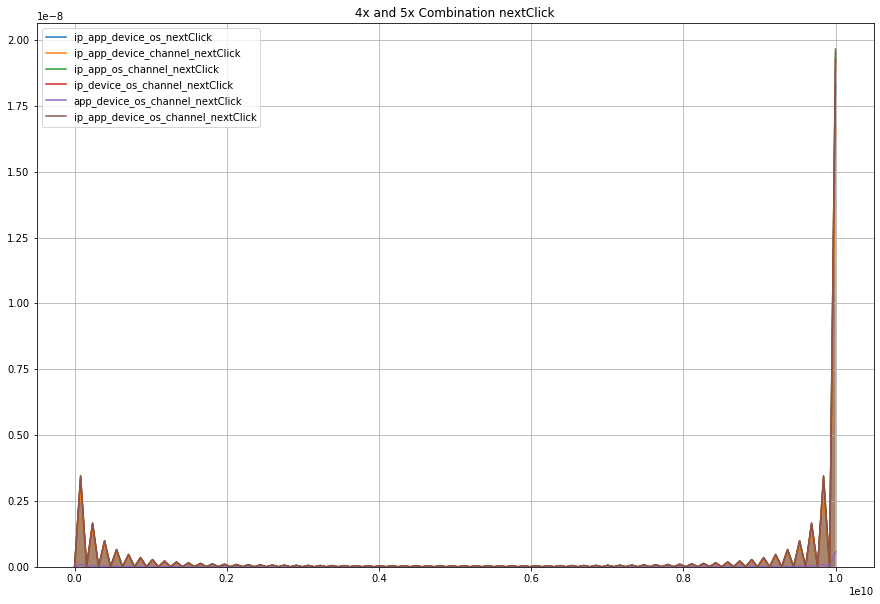 4x and 5x Combination nextClick
1e−8
ip_app_device_os_nextClick
ip_app_device_channel_nextClick
ip_app_os_channel_nextClick
ip_device_os_channel_nextClick
app_device_os_channel_nextClick
ip_app_device_os_channel_nextClick
2.00
1.75
1.50
1.25
1.00
0.75
0.50
0.25
0.00
0.0 0.2 0.4 0.6 0.8 1.0
1e10